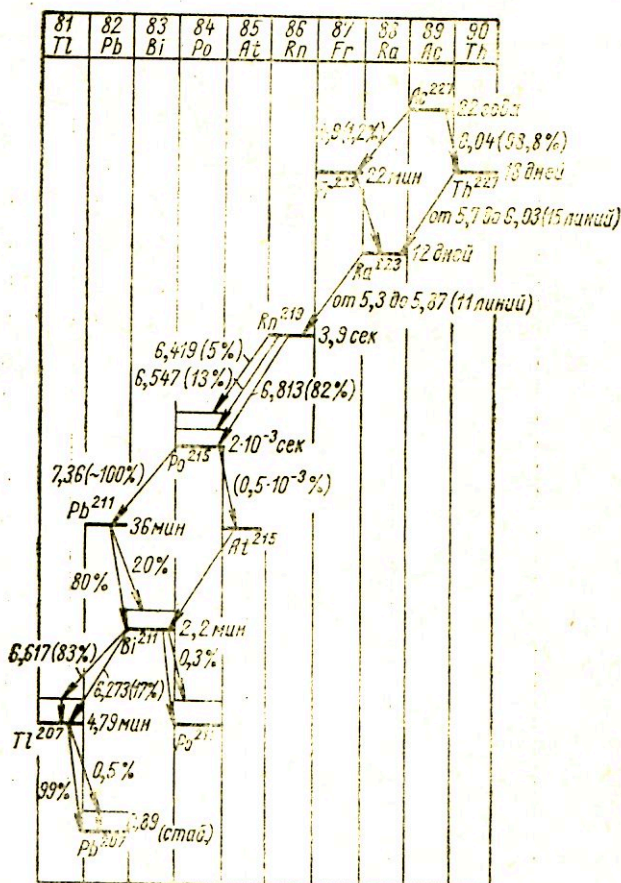 81 82 83 84 85 86 87 88 89 90
Tl Pb Bi Po At Rn Fr Ra Ac Th
Ac²²⁷ 22 года
(1,2%) 0,04 (98,8%)
22 мин Th²²⁷ 18 дней
от 5,7 до 6,03 (15 линий)
Ra²²³ 12 дней
от 5,3 до 5,87 (11 линий)
Rn²¹⁹ 3,9 сек
6,419 (5%)
6,547 (13%) 6,813 (82%)
Po²¹⁵ 2·10⁻³ сек
7,36 (~100%) (0,5·10⁻³%)
Pb²¹¹ 36 мин At²¹⁵
80% 20%
Bi²¹¹ 2,2 мин
6,617 (83%) 0,3%
6,273 (17%)
Tl²⁰⁷ 4,79 мин Po²¹¹
99% 0,5%
Pb²⁰⁷ (стаб.)